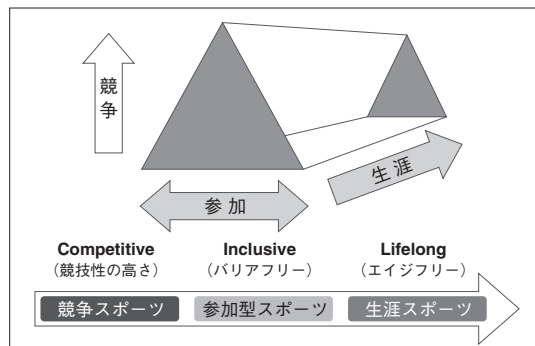 競争
参加
生涯
Competitive
（競技性の高さ）
Inclusive
（バリアフリー）
Lifelong
（エイジフリー）
競争スポーツ
参加型スポーツ
生涯スポーツ